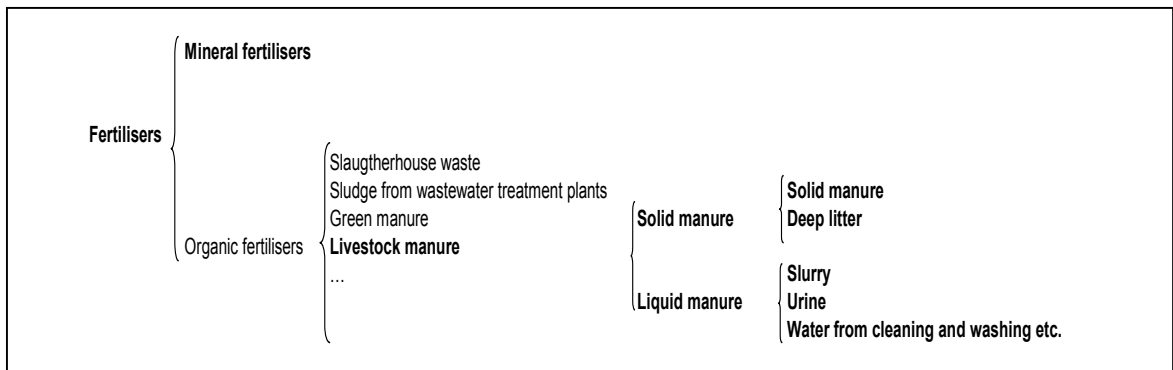 Mineral fertilisers
Fertilisers
Organic fertilisers
Slaugtherhouse waste
Sludge from wastewater treatment plants
Green manure
Livestock manure
...
Solid manure
Liquid manure
Solid manure
Deep litter
Slurry
Urine
Water from cleaning and washing etc.